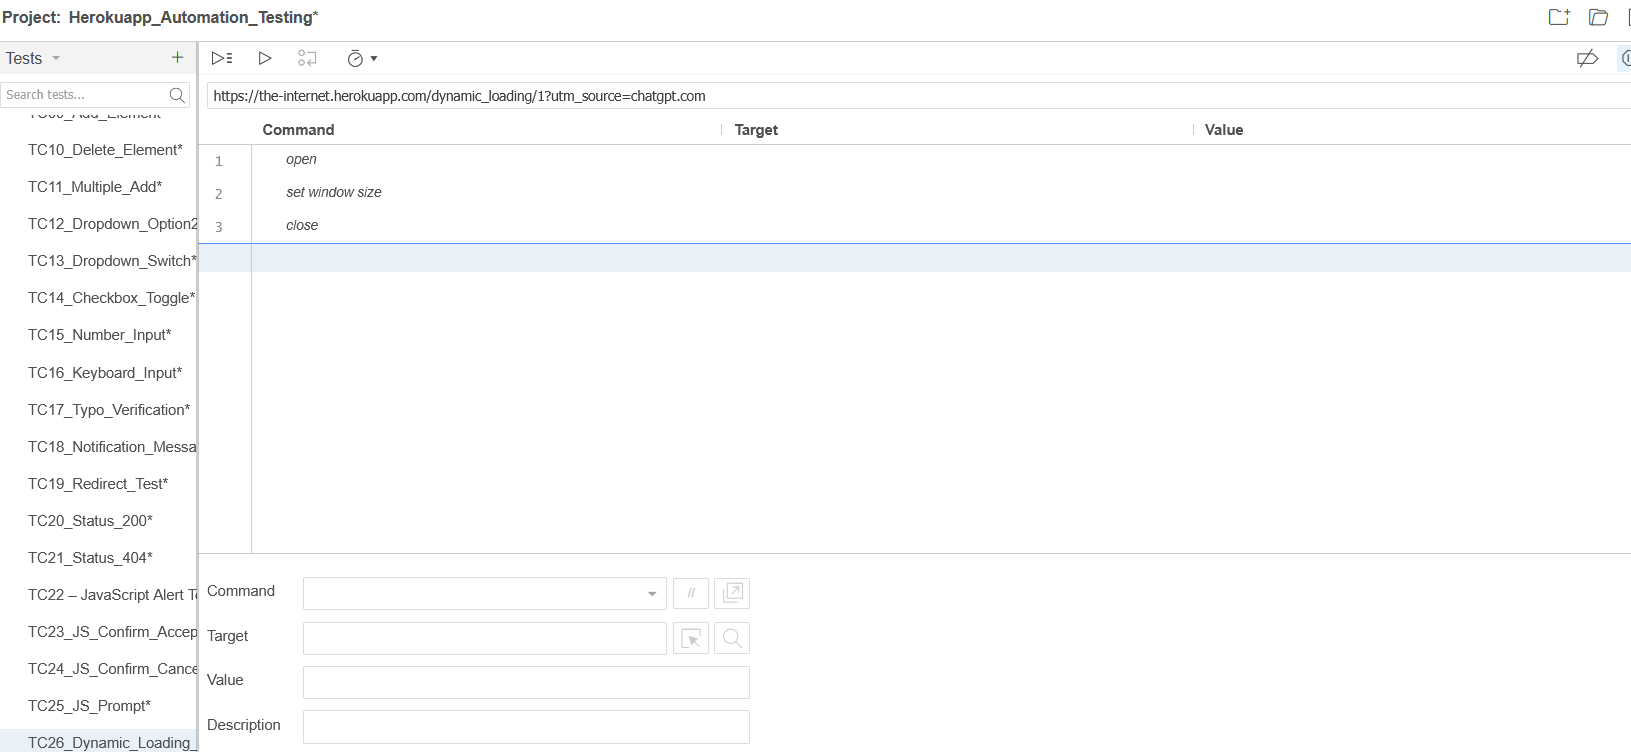 Project: Herokuapp_Automation_Testing*
Tests
Search tests...
https://the-internet.herokuapp.com/dynamic_loading/1?utm_source=chatgpt.com
Command Target Value
1 open
2 set window size
3 close
TC09_Add_Element*
TC10_Delete_Element*
TC11_Multiple_Add*
TC12_Dropdown_Option2
TC13_Dropdown_Switch*
TC14_Checkbox_Toggle*
TC15_Number_Input*
TC16_Keyboard_Input*
TC17_Typo_Verification*
TC18_Notification_Messa
TC19_Redirect_Test*
TC20_Status_200*
TC21_Status_404*
TC22 – JavaScript Alert Te
TC23_JS_Confirm_Accep
TC24_JS_Confirm_Cance
TC25_JS_Prompt*
TC26_Dynamic_Loading_
Command
//
Target
Value
Description